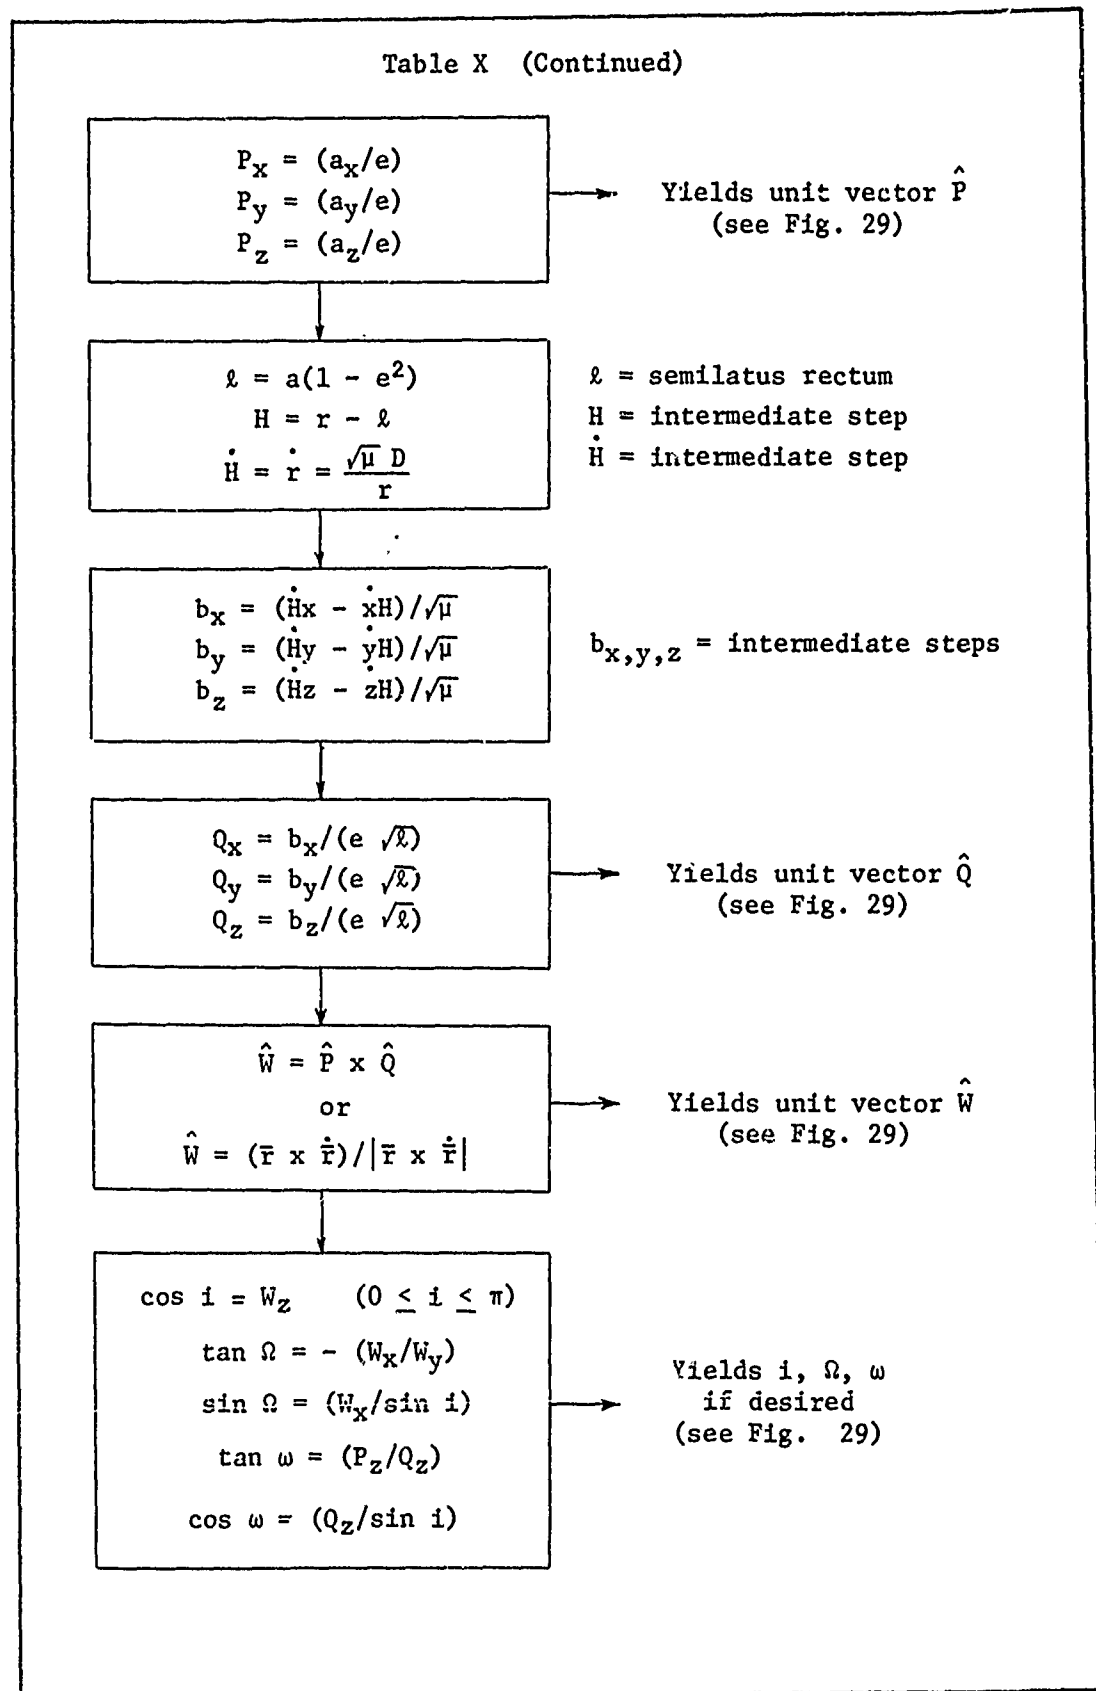 Table X (Continued)
P_x = (a_x/e)
P_y = (a_y/e)
P_z = (a_z/e)
Yields unit vector P̂
(see Fig. 29)
ℓ = a(1 - e²)
H = r - ℓ
Ḣ = ṙ = √μ D / r
ℓ = semilatus rectum
H = intermediate step
Ḣ = intermediate step
b_x = (Ḣx - ẋH)/√μ
b_y = (Ḣy - ẏH)/√μ
b_z = (Ḣz - żH)/√μ
b_x,y,z = intermediate steps
Q_x = b_x/(e √ℓ)
Q_y = b_y/(e √ℓ)
Q_z = b_z/(e √ℓ)
Yields unit vector Q̂
(see Fig. 29)
Ŵ = P̂ x Q̂
or
Ŵ = (r̄ x ṙ̄)/|r̄ x ṙ̄|
Yields unit vector Ŵ
(see Fig. 29)
cos i = W_z (0 ≤ i ≤ π)
tan Ω = - (W_x/W_y)
sin Ω = (W_x/sin i)
tan ω = (P_z/Q_z)
cos ω = (Q_z/sin i)
Yields i, Ω, ω
if desired
(see Fig. 29)